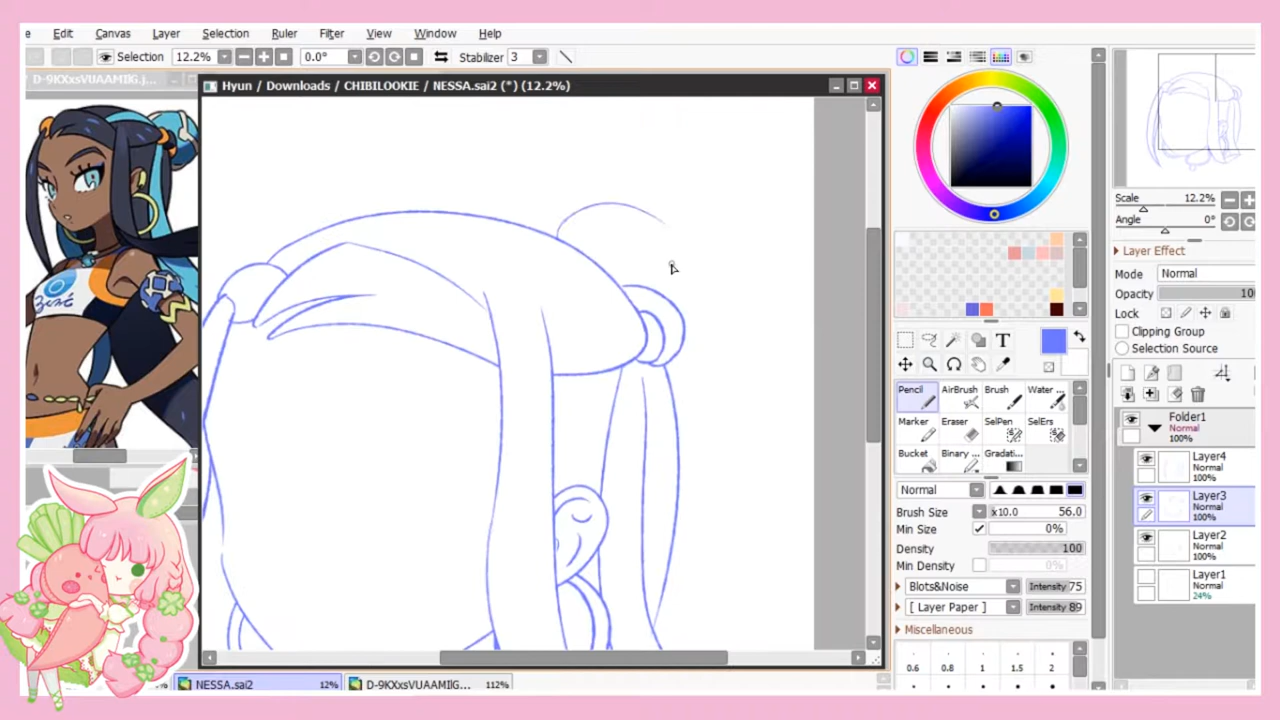 e Edit Canvas Layer Selection Ruler Filter View Window Help
Selection 12.2% 0.0° Stabilizer 3
D-9KXxsVUAAMIlG.j...
Hyun / Downloads / CHIBILOOKIE / NESSA.sai2 (*) (12.2%)
Scale 12.2%
Angle 0°
Layer Effect
Mode Normal
Opacity 10
Lock
Clipping Group
Selection Source
Pencil AirBrush Brush Water ...
Marker Eraser SelPen SelErs
Bucket Binary ... Gradati...
Normal
Brush Size x10.0 56.0
Min Size 0%
Density 100
Min Density 0%
Blots&Noise Intensity 75
[ Layer Paper ] Intensity 89
Miscellaneous
0.6 0.8 1 1.5 2
Folder1
Normal
100%
Layer4
Normal
100%
Layer3
Normal
100%
Layer2
Normal
100%
Layer1
Normal
24%
NESSA.sai2 12% D-9KXxsVUAAMIlG... 112%